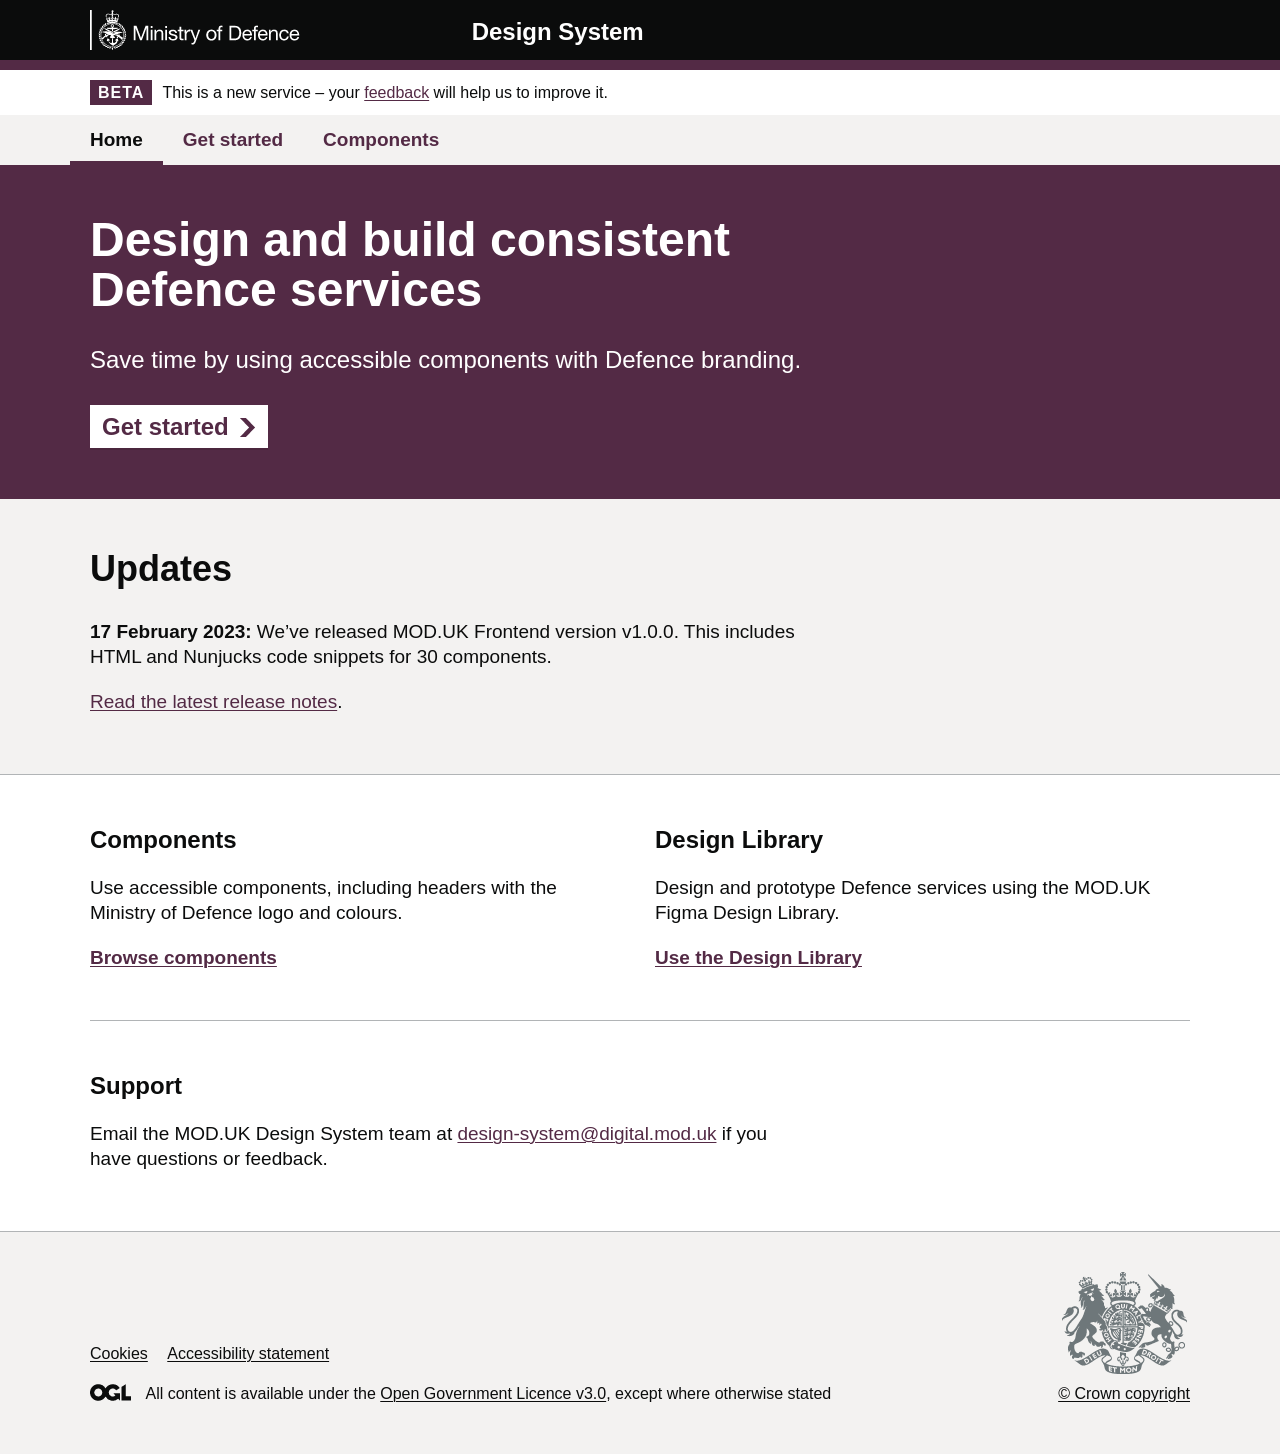 Ministry of Defence
Design System
BETA
This is a new service – your feedback will help us to improve it.
Home
Get started
Components
Design and build consistent
Defence services
Save time by using accessible components with Defence branding.
Get started
Updates
17 February 2023: We’ve released MOD.UK Frontend version v1.0.0. This includes
HTML and Nunjucks code snippets for 30 components.
Read the latest release notes.
Components
Use accessible components, including headers with the
Ministry of Defence logo and colours.
Browse components
Design Library
Design and prototype Defence services using the MOD.UK
Figma Design Library.
Use the Design Library
Support
Email the MOD.UK Design System team at design-system@digital.mod.uk if you
have questions or feedback.
Cookies
Accessibility statement
OGL
All content is available under the Open Government Licence v3.0, except where otherwise stated
DIEU ET MON DROIT
© Crown copyright